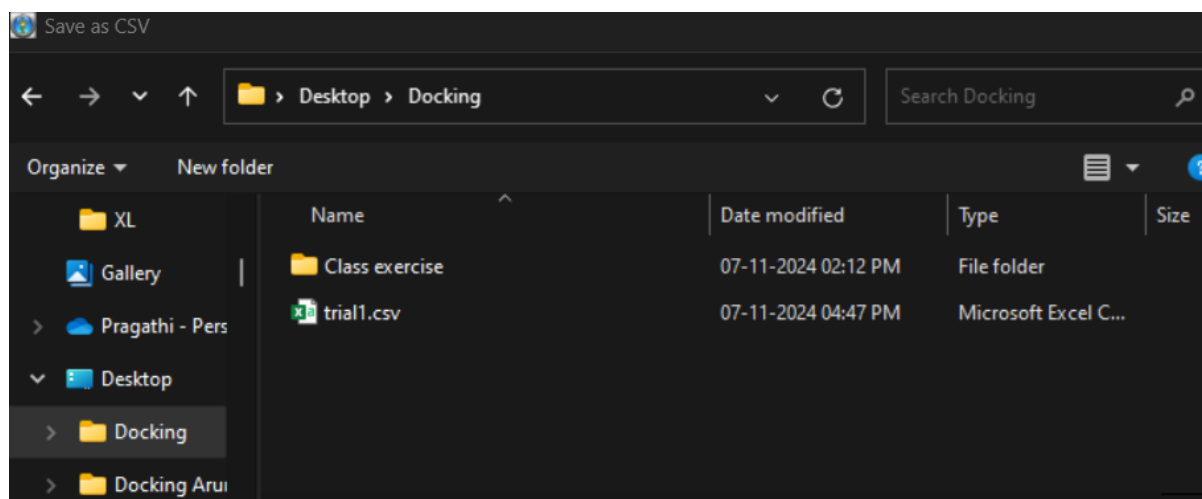 Save as CSV
Desktop > Docking
Search Docking
Organize
New folder
Name
Date modified
Type
Size
XL
Gallery
Pragathi - Pers
Desktop
Docking
Docking Arui
Class exercise 07-11-2024 02:12 PM File folder
trial1.csv 07-11-2024 04:47 PM Microsoft Excel C...